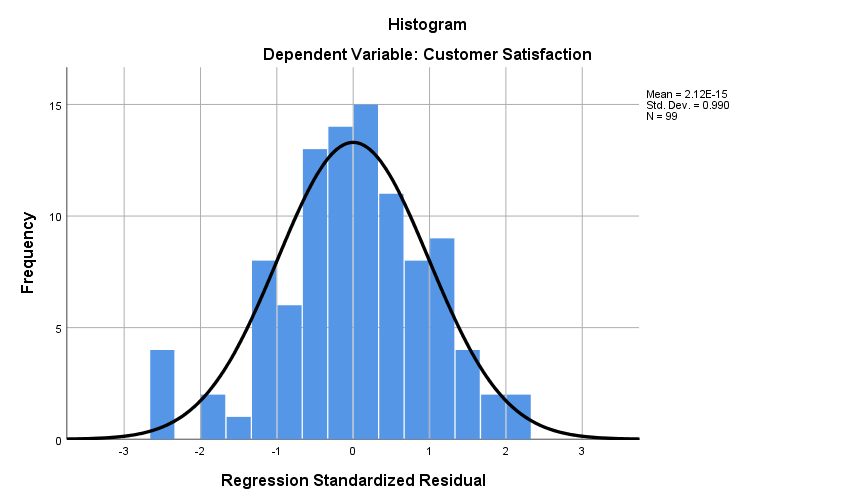 Histogram
Dependent Variable: Customer Satisfaction
Mean = 2.12E-15
Std. Dev. = 0.990
N = 99
15
10
5
0
Frequency
-3 -2 -1 0 1 2 3
Regression Standardized Residual